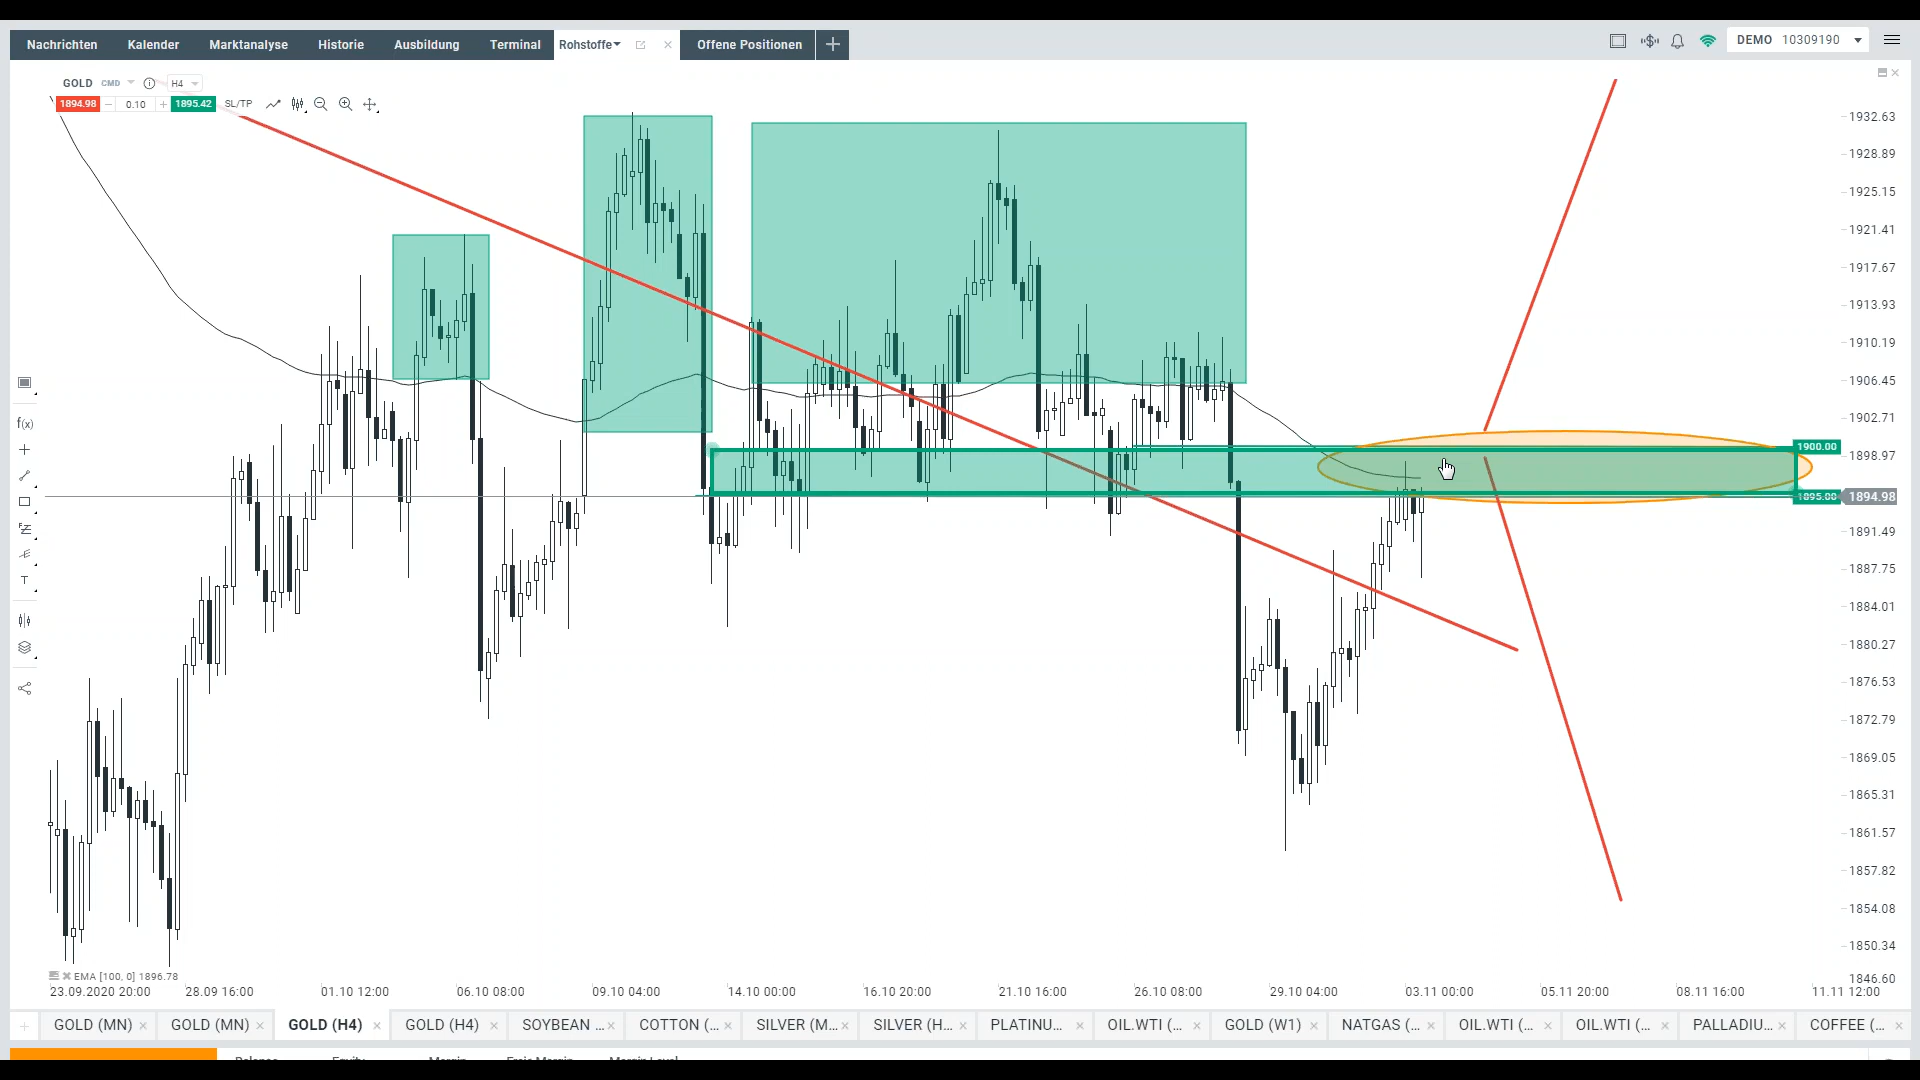 Nachrichten Kalender Marktanalyse Historie Ausbildung Terminal Rohstoffe Offene Positionen DEMO 10309190
GOLD CMD H4
1894.98 0.10 1895.42 SL/TP
1932.63
1928.89
1925.15
1921.41
1917.67
1913.93
1910.19
1906.45
1902.71
1900.00
1898.97
1895.00 1894.98
1891.49
1887.75
1884.01
1880.27
1876.53
1872.79
1869.05
1865.31
1861.57
1857.82
1854.08
1850.34
1846.60
f(x)
T
EMA [100, 0] 1896.78
23.09.2020 20:00 28.09 16:00 01.10 12:00 06.10 08:00 09.10 04:00 14.10 00:00 16.10 20:00 21.10 16:00 26.10 08:00 29.10 04:00 03.11 00:00 05.11 20:00 08.11 16:00 11.11 12:00
GOLD (MN) GOLD (MN) GOLD (H4) GOLD (H4) SOYBEAN ... COTTON (... SILVER (M... SILVER (H... PLATINU... OIL.WTI (... GOLD (W1) NATGAS (... OIL.WTI (... OIL.WTI (... PALLADIU... COFFEE (...
Balance Equity Margin Free Margin Margin Level